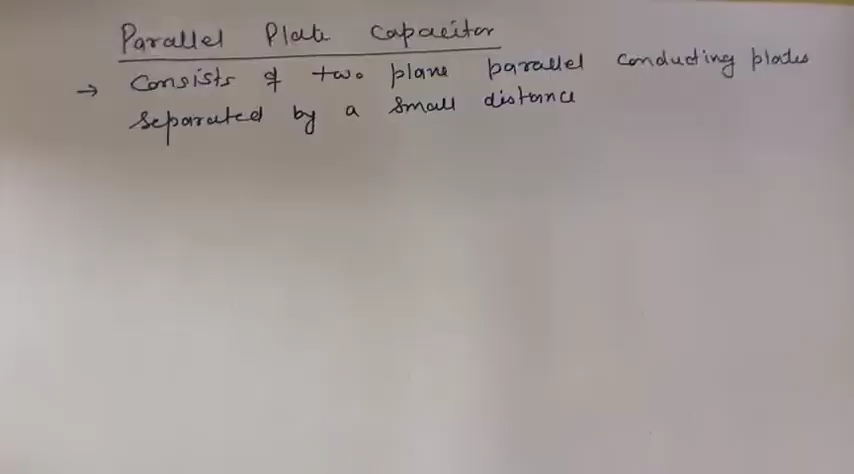 Parallel Plate Capacitor
→ Consists of two plane parallel conducting plates
separated by a small distance